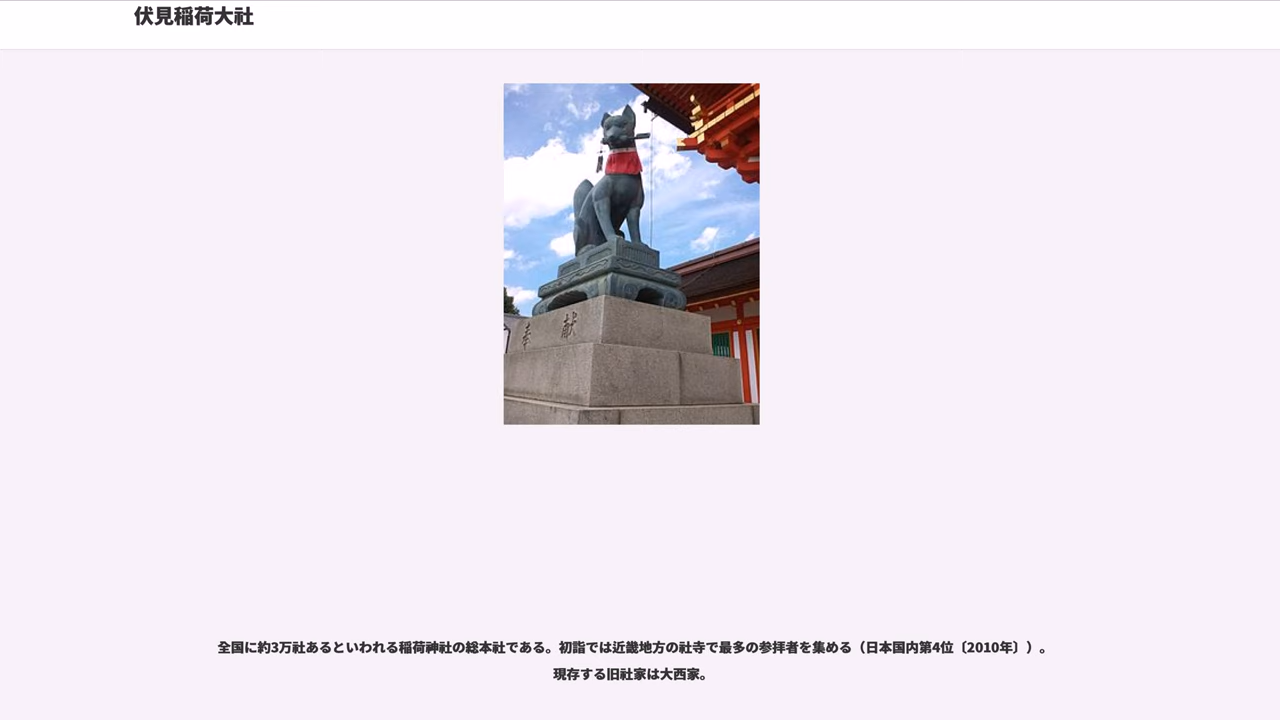 伏見稲荷大社
奉献
全国に約3万社あるといわれる稲荷神社の総本社である。初詣では近畿地方の社寺で最多の参拝者を集める（日本国内第4位〔2010年〕）。
現存する旧社家は大西家。